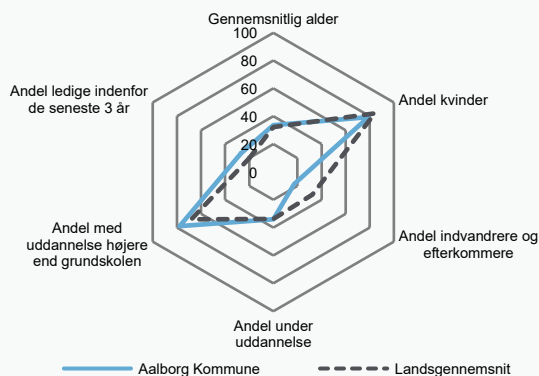 Gennemsnitlig alder
100
80
60
40
20
0
Andel kvinder
Andel indvandrere og
efterkommere
Andel under
uddannelse
Andel med
uddannelse højere
end grundskolen
Andel ledige indenfor
de seneste 3 år
Aalborg Kommune
Landsgennemsnit